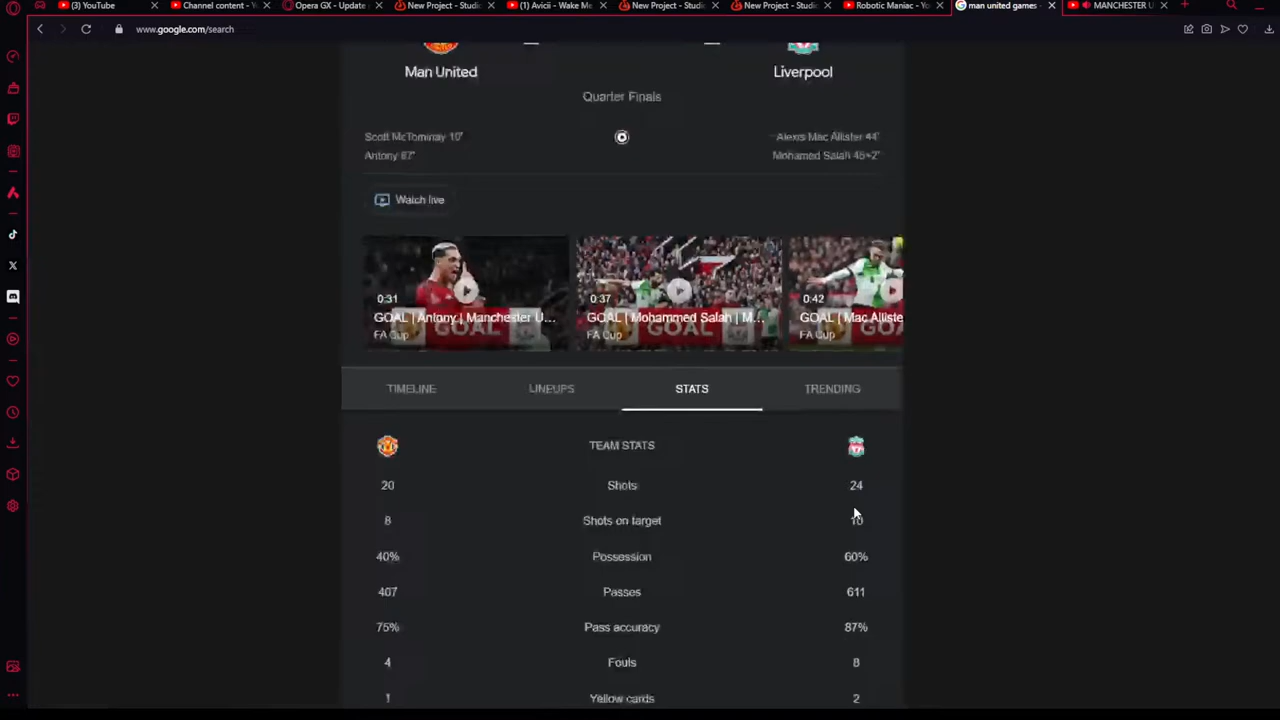 (3) YouTube
Channel content - Y
Opera GX - Update
New Project - Studi
(1) Avicii - Wake Me
New Project - Studi
New Project - Studi
Robotic Maniac - Yo
man united games
MANCHESTER U
www.google.com/search
Man United
Liverpool
Quarter Finals
Scott McTominay 10'
Alexis Mac Allister 44'
Antony 87'
Mohamed Salah 45+2'
Watch live
0:31
0:37
0:42
GOAL | Antony | Manchester U...
GOAL | Mohammed Salah | M...
GOAL | Mac Alliste
FA Cup
FA Cup
FA Cup
TIMELINE
LINEUPS
STATS
TRENDING
TEAM STATS
20 Shots 24
8 Shots on target 10
40% Possession 60%
407 Passes 611
75% Pass accuracy 87%
4 Fouls 8
1 Yellow cards 2